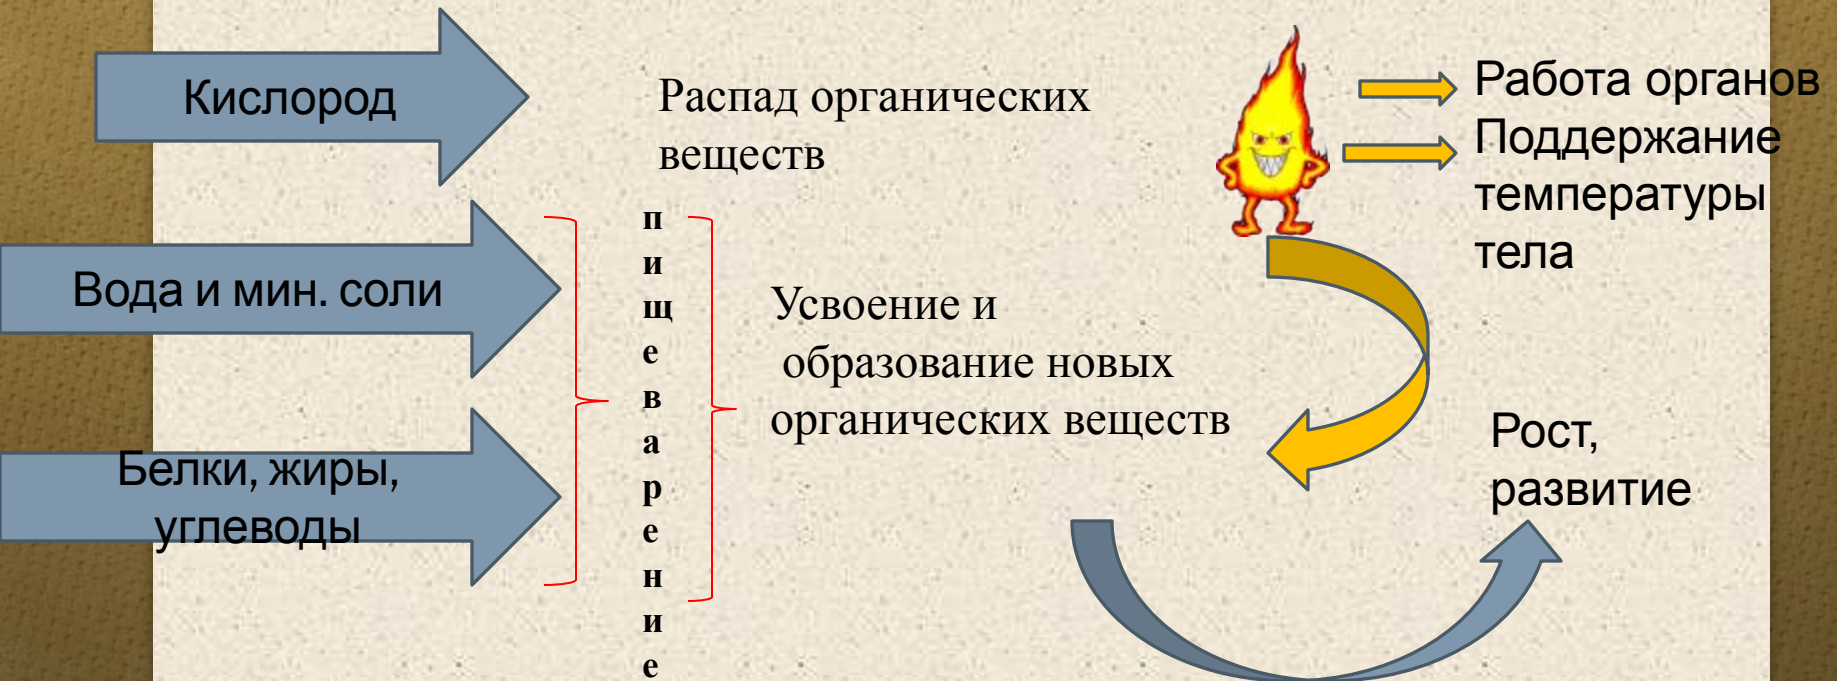 Кислород
Распад органических
веществ
Работа органов
Поддержание
температуры
тела
Вода и мин. соли
пищеварение
Усвоение и
образование новых
органических веществ
Белки, жиры,
углеводы
Рост,
развитие